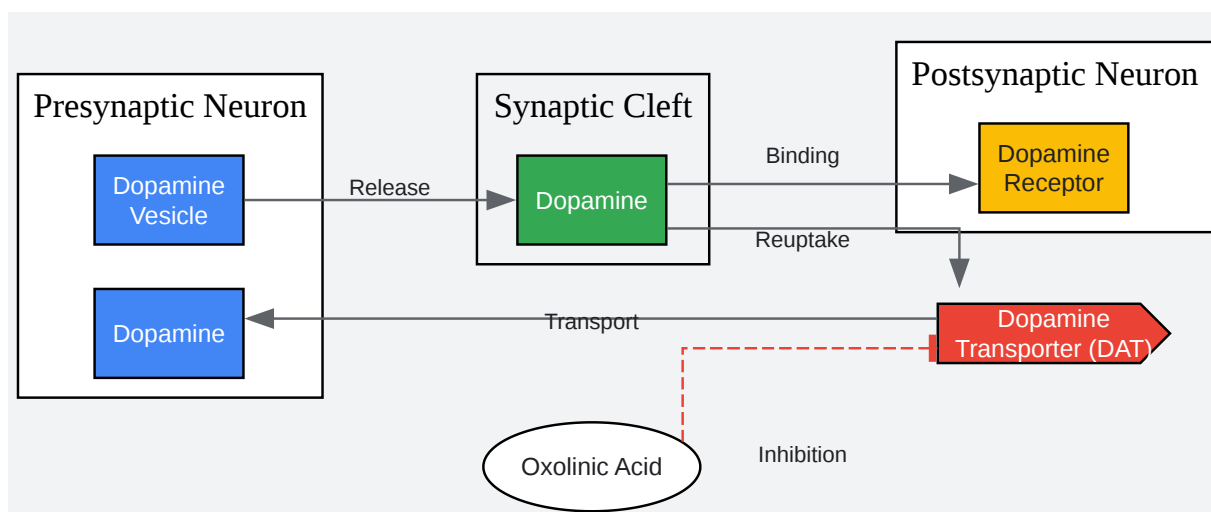 Presynaptic Neuron
Dopamine
Vesicle
Release
Synaptic Cleft
Dopamine
Binding
Reuptake
Postsynaptic Neuron
Dopamine
Receptor
Dopamine
Transport
Dopamine
Transporter (DAT)
Oxolinic Acid
Inhibition